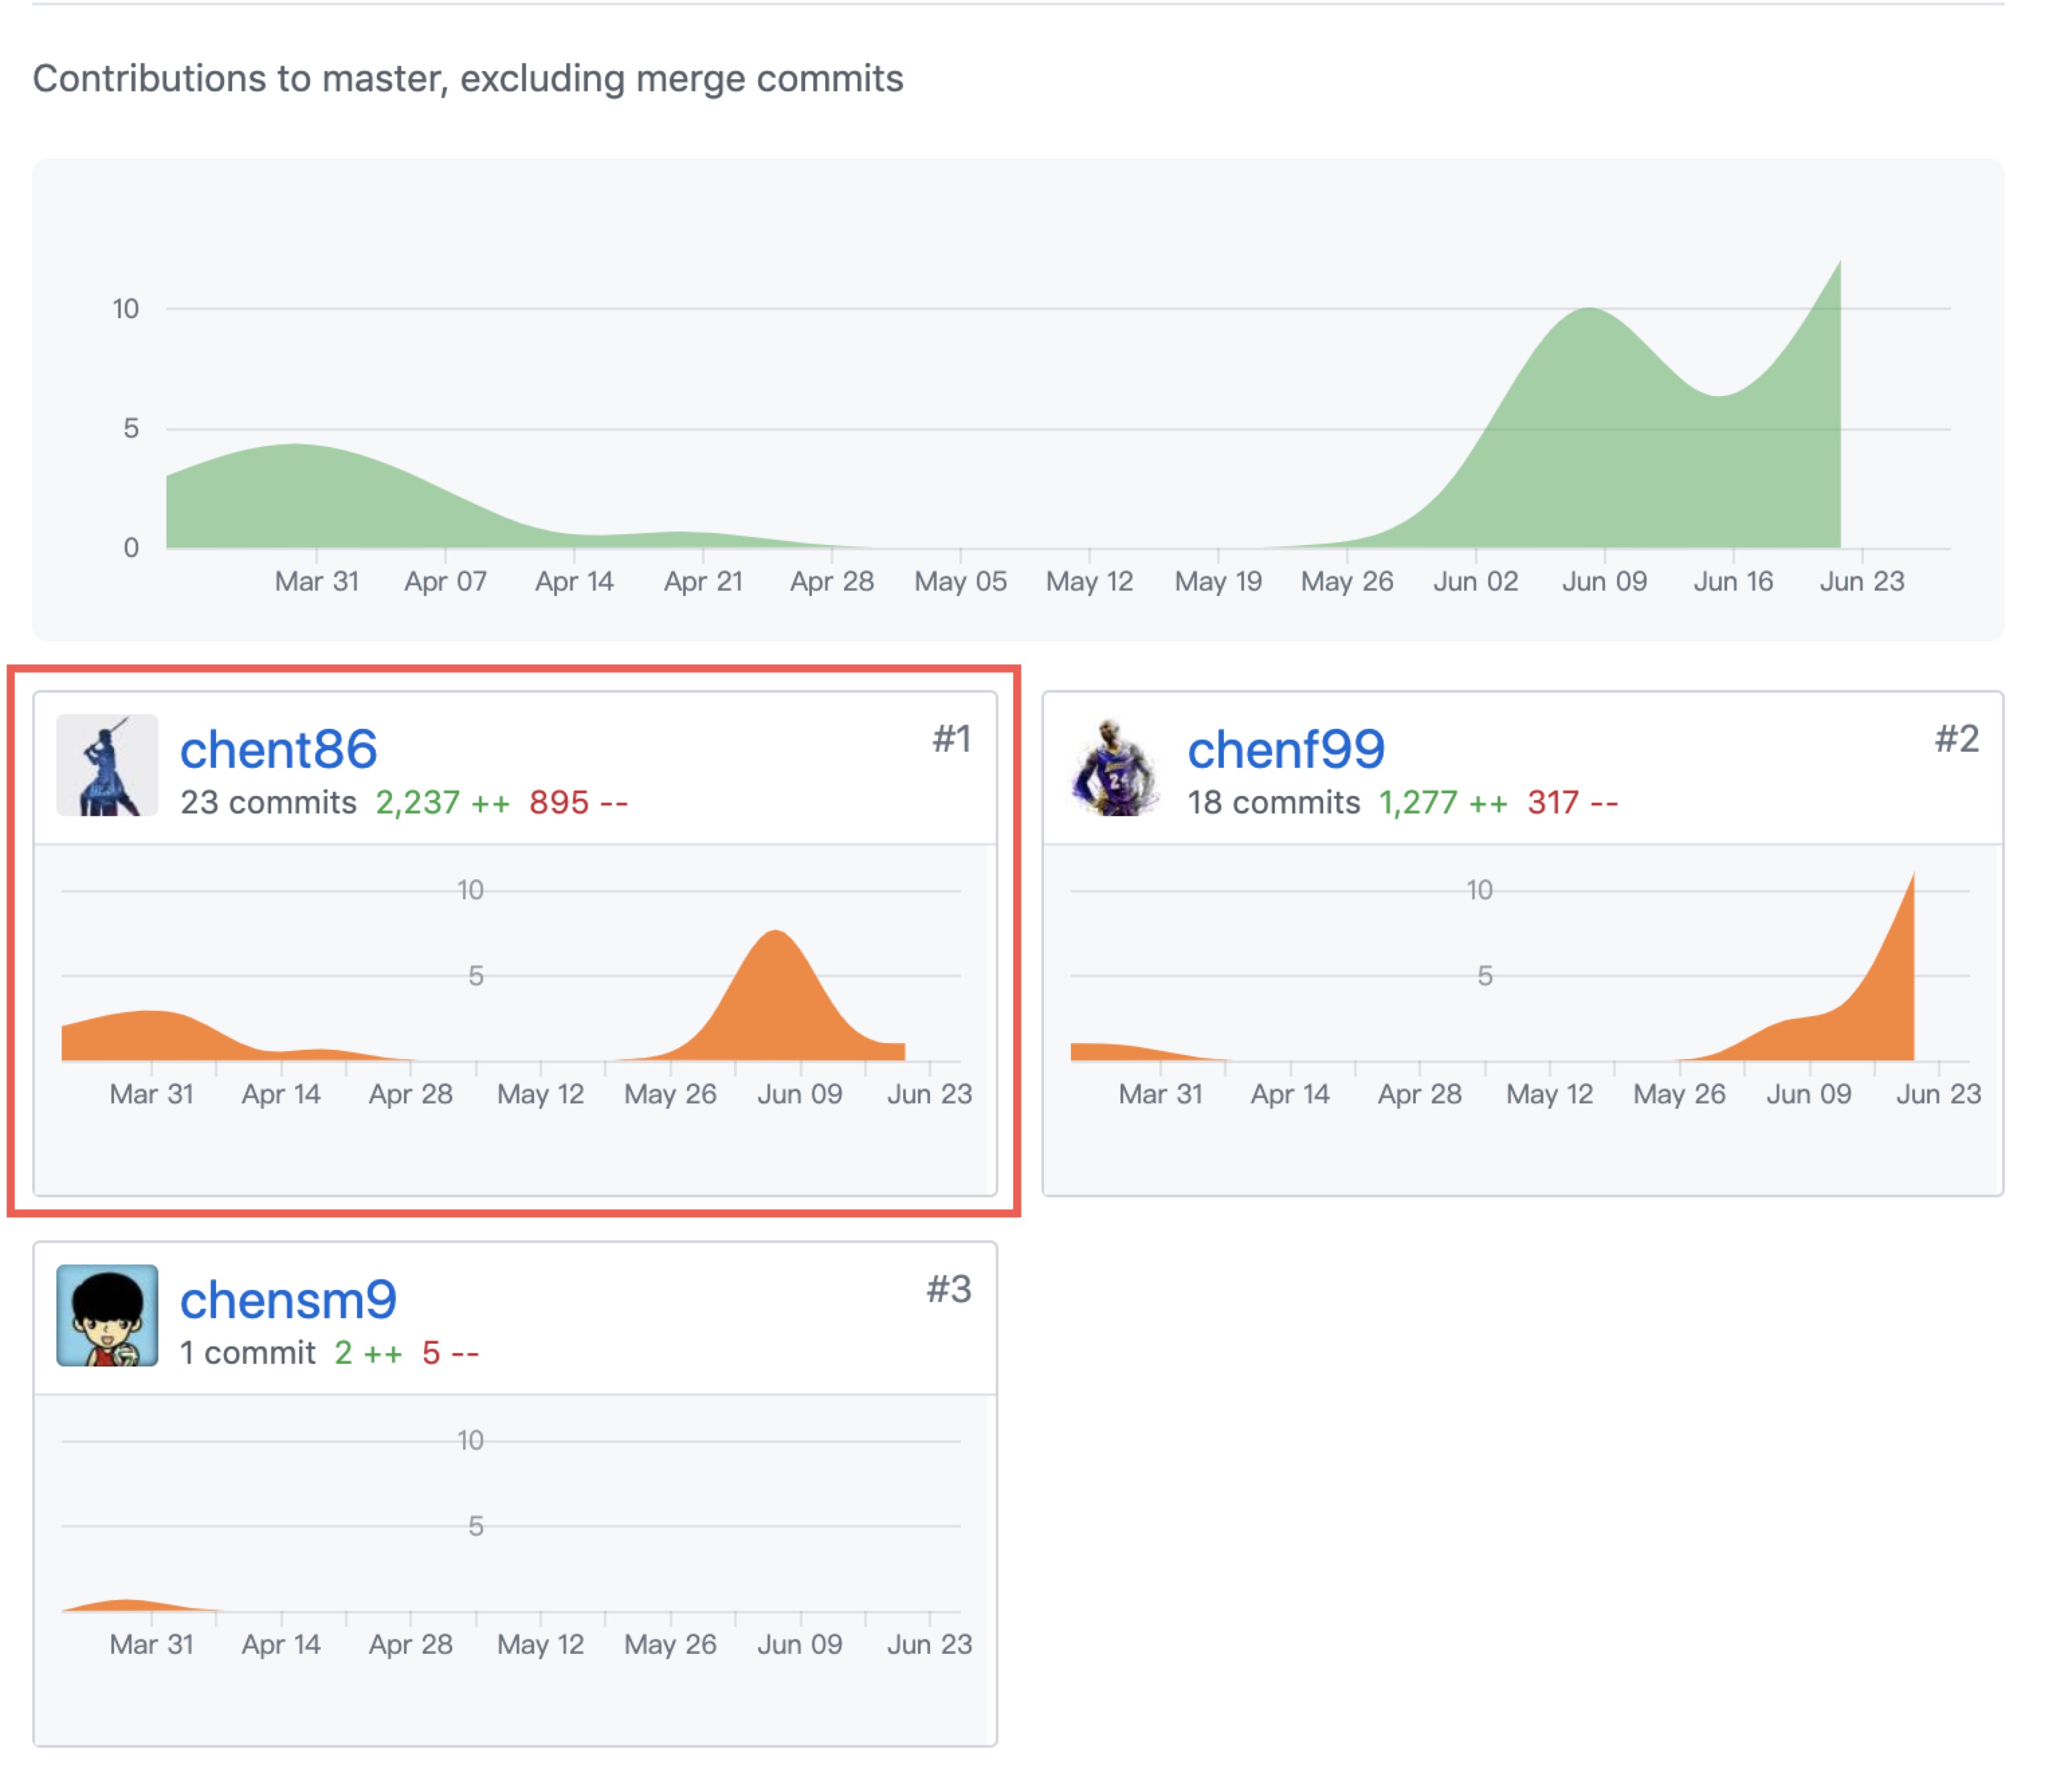 Contributions to master, excluding merge commits
10
5
0
Mar 31 Apr 07 Apr 14 Apr 21 Apr 28 May 05 May 12 May 19 May 26 Jun 02 Jun 09 Jun 16 Jun 23
chent86 #1
23 commits 2,237 ++ 895 --
10
5
Mar 31 Apr 14 Apr 28 May 12 May 26 Jun 09 Jun 23
chenf99 #2
18 commits 1,277 ++ 317 --
10
5
Mar 31 Apr 14 Apr 28 May 12 May 26 Jun 09 Jun 23
chensm9 #3
1 commit 2 ++ 5 --
10
5
Mar 31 Apr 14 Apr 28 May 12 May 26 Jun 09 Jun 23